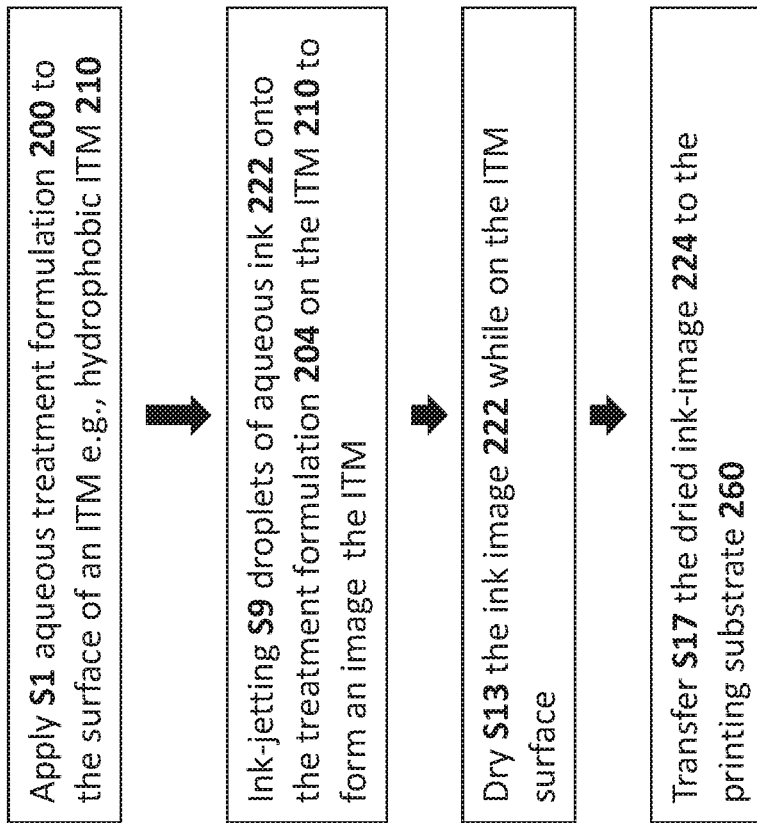 Apply S1 aqueous treatment formulation 200 to
the surface of an ITM e.g., hydrophobic ITM 210
Ink-jetting S9 droplets of aqueous ink 222 onto
the treatment formulation 204 on the ITM 210 to
form an image the ITM
Dry S13 the ink image 222 while on the ITM
surface
Transfer S17 the dried ink-image 224 to the
printing substrate 260